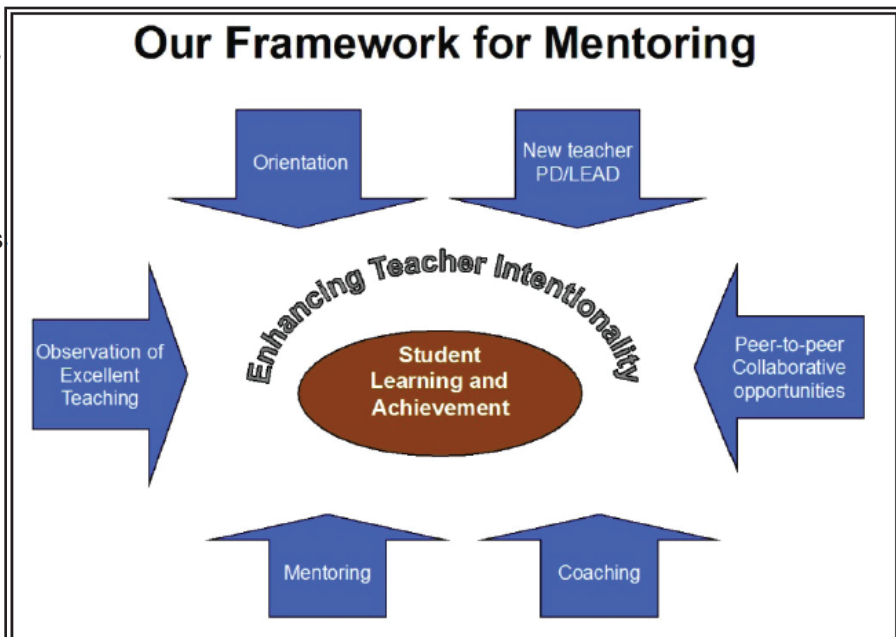 Our Framework for Mentoring
Orientation
New teacher
PD/LEAD
Enhancing Teacher Intentionality
Observation of
Excellent
Teaching
Student
Learning and
Achievement
Peer-to-peer
Collaborative
opportunities
Mentoring
Coaching